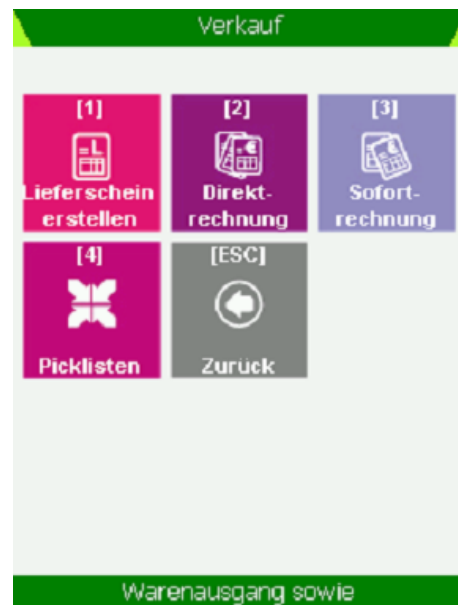 Verkauf
[1] [2] [3]
Lieferschein Direkt- Sofort-
erstellen rechnung rechnung
[4] [ESC]
Picklisten Zurück
Warenausgang sowie